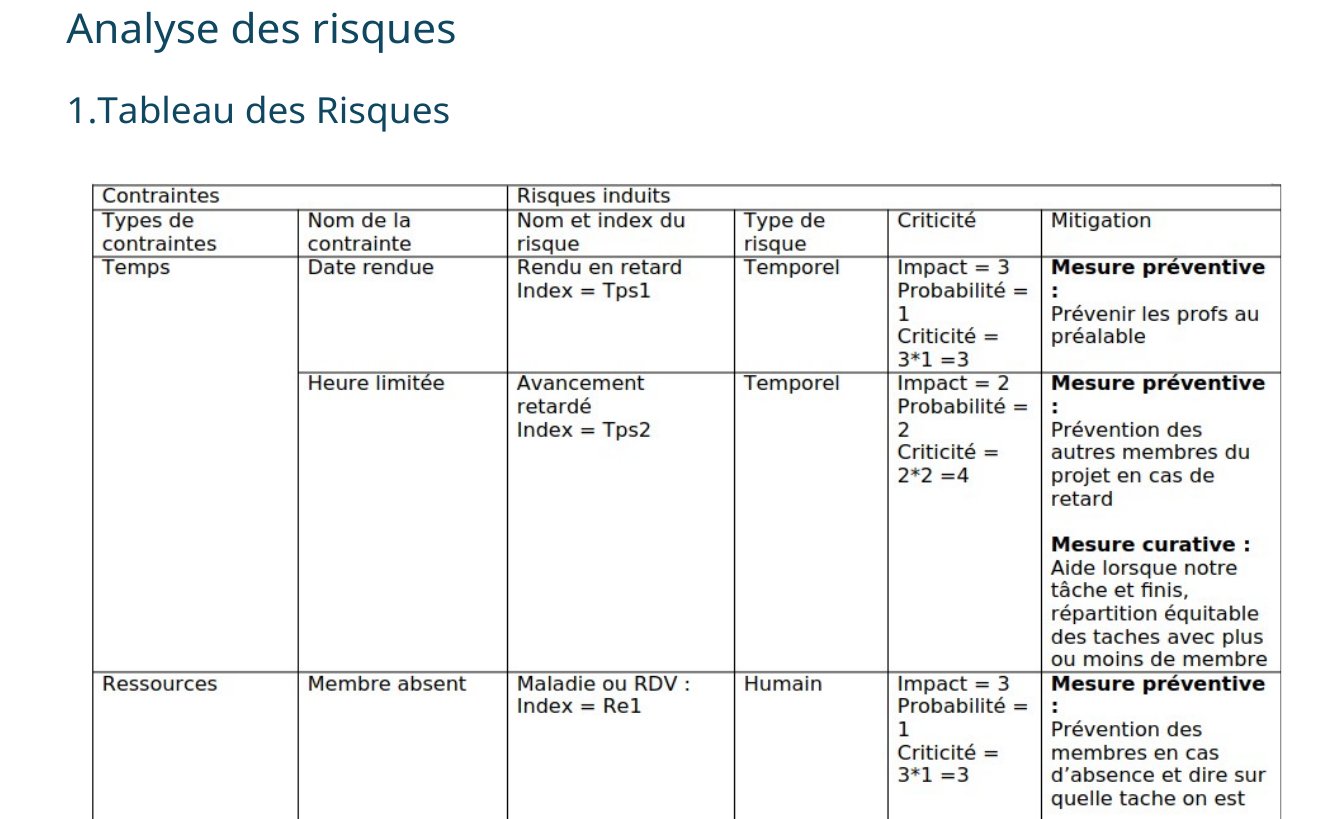 Analyse des risques
1.Tableau des Risques
Contraintes
Risques induits
Types de
contraintes
Nom de la
contrainte
Nom et index du
risque
Type de
risque
Criticité
Mitigation
Temps
Date rendue
Rendu en retard
Index = Tps1
Temporel
Impact = 3
Probabilité =
1
Criticité =
3*1 =3
Mesure préventive
:
Prévenir les profs au
préalable
Heure limitée
Avancement
retardé
Index = Tps2
Temporel
Impact = 2
Probabilité =
2
Criticité =
2*2 =4
Mesure préventive
:
Prévention des
autres membres du
projet en cas de
retard
Mesure curative :
Aide lorsque notre
tâche et finis,
répartition équitable
des taches avec plus
ou moins de membre
Ressources
Membre absent
Maladie ou RDV :
Index = Re1
Humain
Impact = 3
Probabilité =
1
Criticité =
3*1 =3
Mesure préventive
:
Prévention des
membres en cas
d’absence et dire sur
quelle tache on est